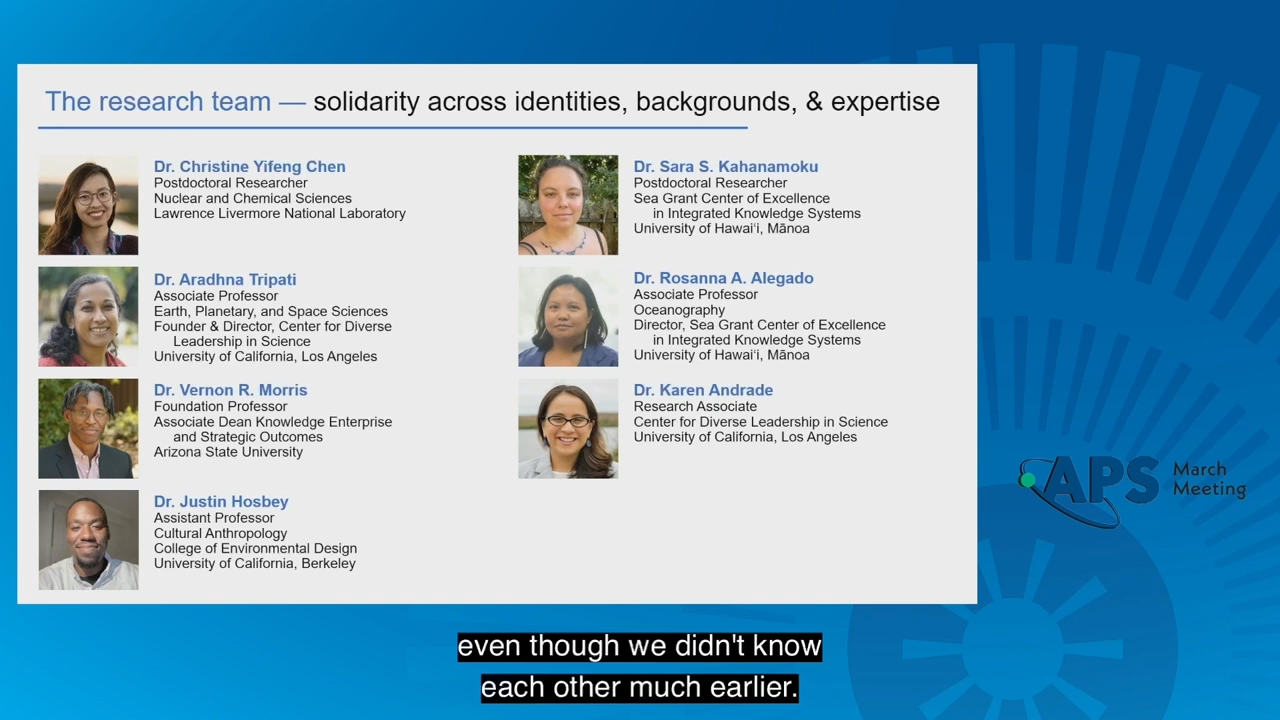 The research team — solidarity across identities, backgrounds, & expertise
Dr. Christine Yifeng Chen
Postdoctoral Researcher
Nuclear and Chemical Sciences
Lawrence Livermore National Laboratory
Dr. Aradhna Tripati
Associate Professor
Earth, Planetary, and Space Sciences
Founder & Director, Center for Diverse
Leadership in Science
University of California, Los Angeles
Dr. Vernon R. Morris
Foundation Professor
Associate Dean Knowledge Enterprise
and Strategic Outcomes
Arizona State University
Dr. Justin Hosbey
Assistant Professor
Cultural Anthropology
College of Environmental Design
University of California, Berkeley
Dr. Sara S. Kahanamoku
Postdoctoral Researcher
Sea Grant Center of Excellence
in Integrated Knowledge Systems
University of Hawaiʻi, Mānoa
Dr. Rosanna A. Alegado
Associate Professor
Oceanography
Director, Sea Grant Center of Excellence
in Integrated Knowledge Systems
University of Hawaiʻi, Mānoa
Dr. Karen Andrade
Research Associate
Center for Diverse Leadership in Science
University of California, Los Angeles
APS March
Meeting
even though we didn't know
each other much earlier.